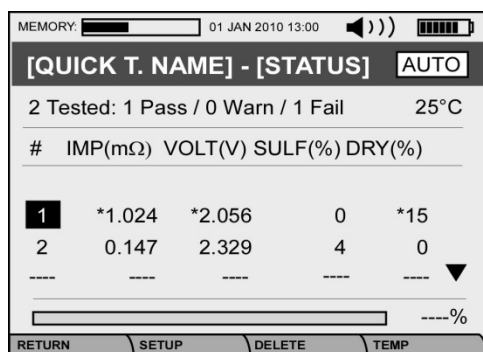 MEMORY: 01 JAN 2010 13:00
[QUICK T. NAME] - [STATUS] AUTO
2 Tested: 1 Pass / 0 Warn / 1 Fail 25°C
# IMP(mΩ) VOLT(V) SULF(%) DRY(%)
1 *1.024 *2.056 0 *15
2 0.147 2.329 4 0
---- ---- ---- ---- ----
----%
RETURN SETUP DELETE TEMP